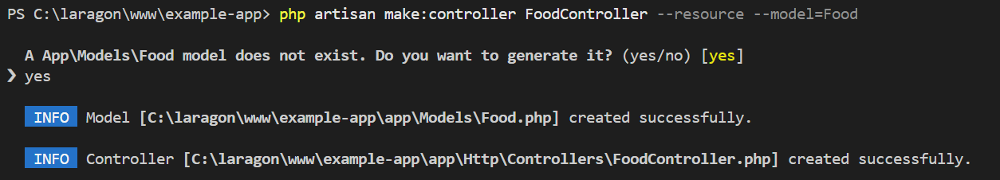 PS C:\laragon\www\example-app> php artisan make:controller FoodController --resource --model=Food
A App\Models\Food model does not exist. Do you want to generate it? (yes/no) [yes]
❯ yes
INFO Model [C:\laragon\www\example-app\app\Models\Food.php] created successfully.
INFO Controller [C:\laragon\www\example-app\app\Http\Controllers\FoodController.php] created successfully.